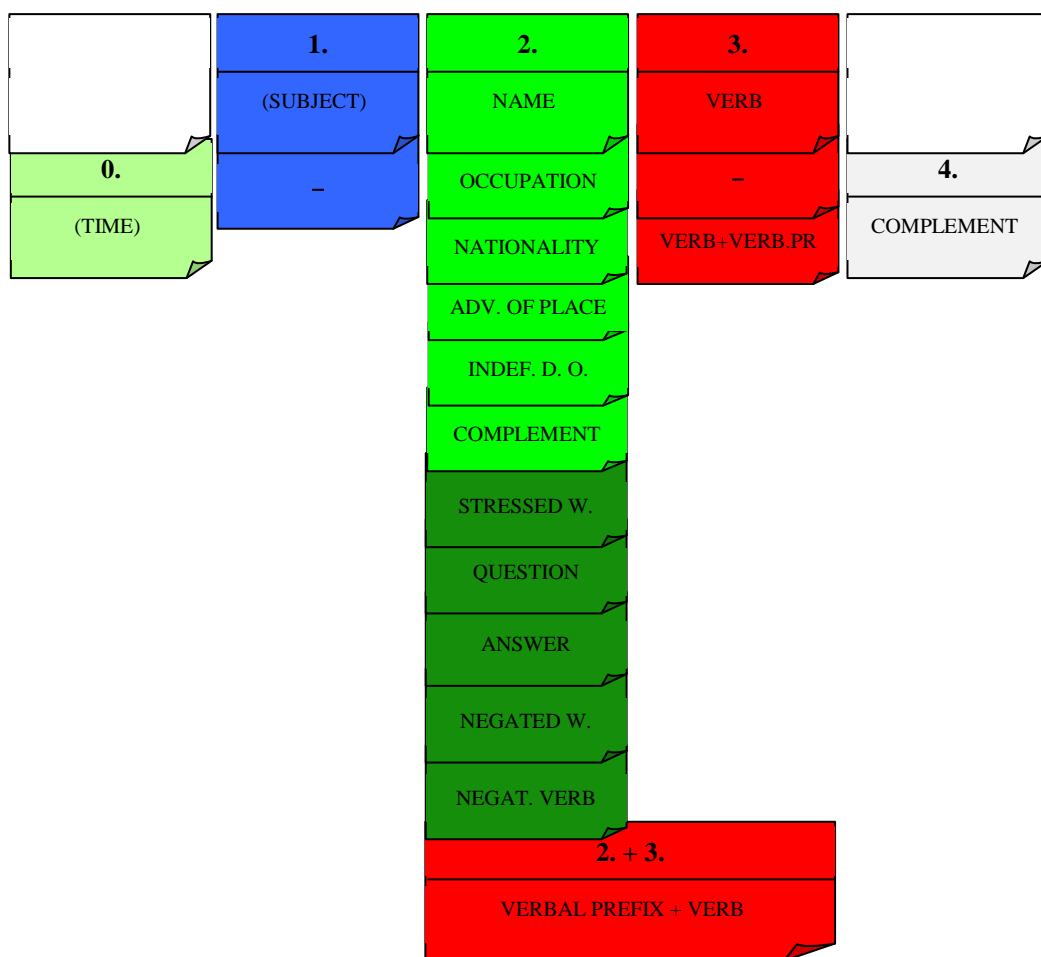 1.
2.
3.
(SUBJECT)
NAME
VERB
0.
–
OCCUPATION
–
4.
(TIME)
NATIONALITY
VERB+VERB.PR
COMPLEMENT
ADV. OF PLACE
INDEF. D. O.
COMPLEMENT
STRESSED W.
QUESTION
ANSWER
NEGATED W.
NEGAT. VERB
2. + 3.
VERBAL PREFIX + VERB